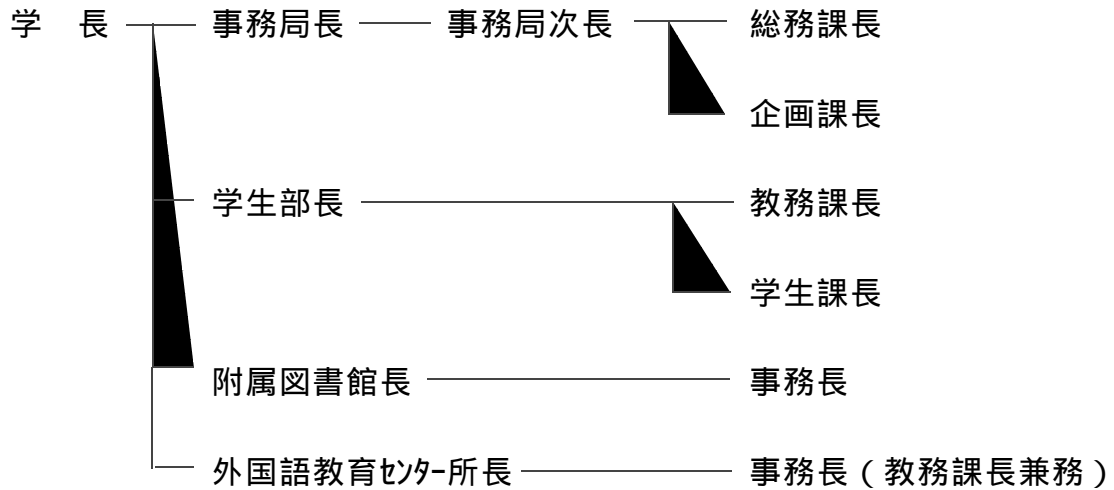 学　長　事務局長　事務局次長　総務課長
企画課長
学生部長　教務課長
学生課長
附属図書館長　事務長
外国語教育ｾﾝﾀｰ所長　事務長（教務課長兼務）